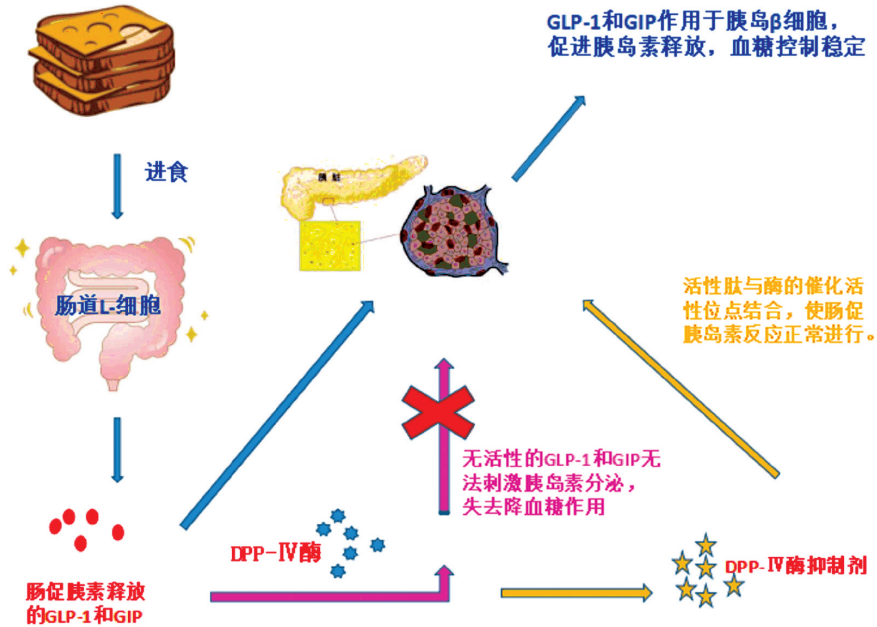 GLP-1和GIP作用于胰岛β细胞，
促进胰岛素释放，血糖控制稳定
进食
胰脏
肠道L-细胞
活性肽与酶的催化活
性位点结合，使肠促
胰岛素反应正常进行。
无活性的GLP-1和GIP无
法刺激胰岛素分泌，
失去降血糖作用
DPP-Ⅳ酶
DPP-Ⅳ酶抑制剂
肠促胰素释放
的GLP-1和GIP